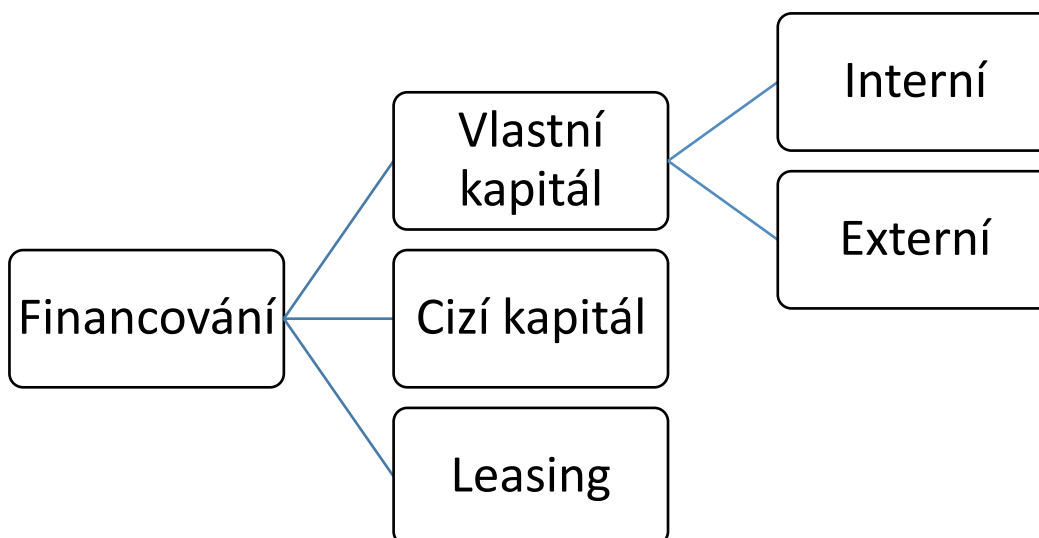 Financování
Vlastní
kapitál
Interní
Externí
Cizí kapitál
Leasing